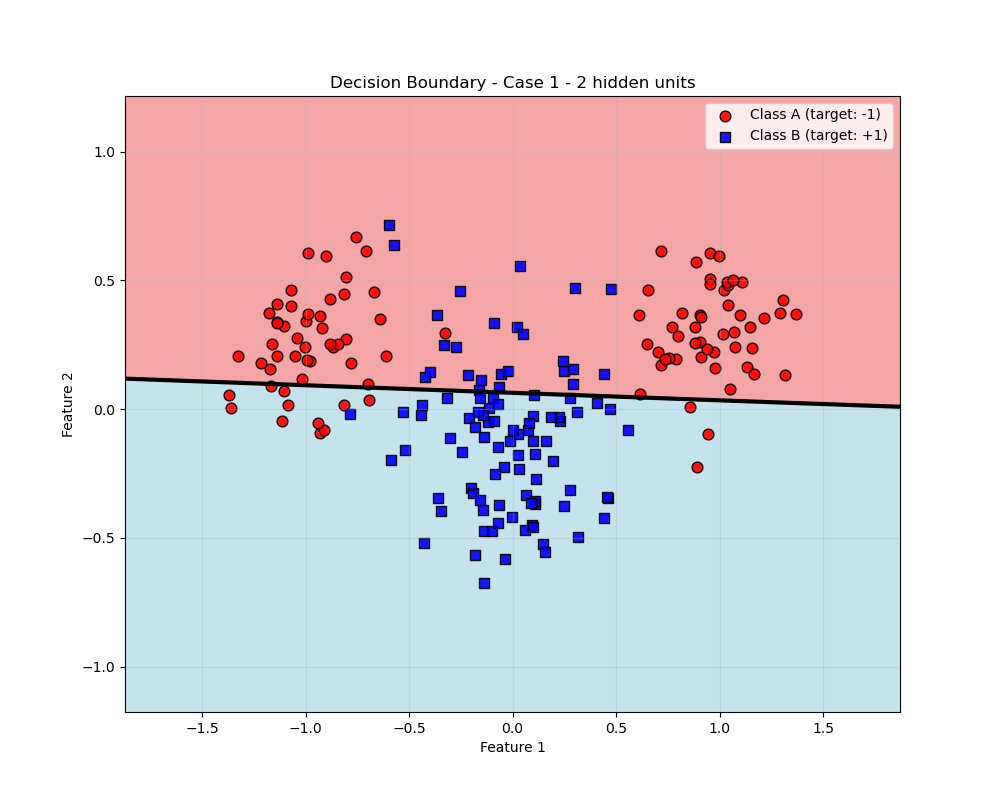 Decision Boundary - Case 1 - 2 hidden units
Class A (target: -1)
Class B (target: +1)
1.0
0.5
0.0
−0.5
−1.0
Feature 2
−1.5
−1.0
−0.5
0.0
0.5
1.0
1.5
Feature 1